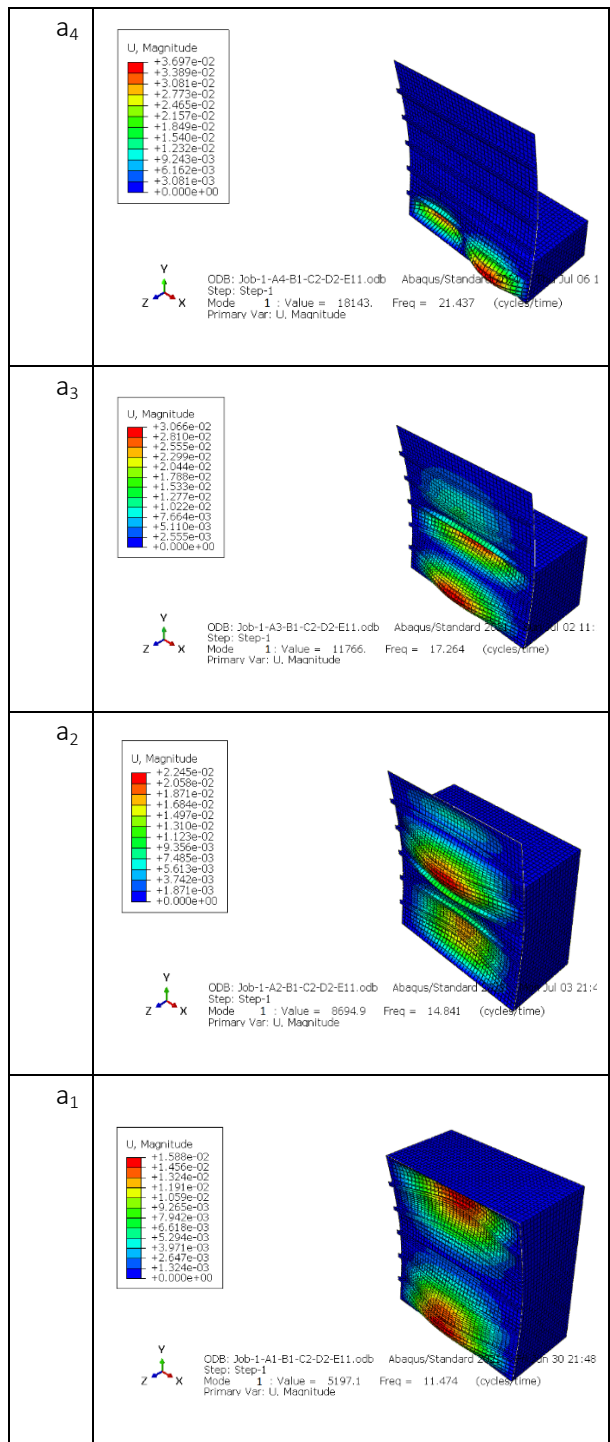 a4
U, Magnitude
+3.697e-02
+3.389e-02
+3.081e-02
+2.773e-02
+2.465e-02
+2.157e-02
+1.849e-02
+1.540e-02
+1.232e-02
+9.243e-03
+6.162e-03
+3.081e-03
+0.000e+00
Y
Z X
ODB: Job-1-A4-B1-C2-D2-E11.odb Abaqus/Standard Jul 06 1
Step: Step-1
Mode 1 : Value = 18143. Freq = 21.437 (cycles/time)
Primary Var: U, Magnitude
a3
U, Magnitude
+3.066e-02
+2.810e-02
+2.555e-02
+2.299e-02
+2.044e-02
+1.788e-02
+1.533e-02
+1.277e-02
+1.022e-02
+7.664e-03
+5.110e-03
+2.555e-03
+0.000e+00
Y
Z X
ODB: Job-1-A3-B1-C2-D2-E11.odb Abaqus/Standard Jul 02 11:
Step: Step-1
Mode 1 : Value = 11766. Freq = 17.264 (cycles/time)
Primary Var: U, Magnitude
a2
U, Magnitude
+2.245e-02
+2.058e-02
+1.871e-02
+1.684e-02
+1.497e-02
+1.310e-02
+1.123e-02
+9.356e-03
+7.485e-03
+5.613e-03
+3.742e-03
+1.871e-03
+0.000e+00
Y
Z X
ODB: Job-1-A2-B1-C2-D2-E11.odb Abaqus/Standard Jul 03 21:4
Step: Step-1
Mode 1 : Value = 8694.9 Freq = 14.841 (cycles/time)
Primary Var: U, Magnitude
a1
U, Magnitude
+1.588e-02
+1.456e-02
+1.324e-02
+1.191e-02
+1.059e-02
+9.265e-03
+7.942e-03
+6.618e-03
+5.294e-03
+3.971e-03
+2.647e-03
+1.324e-03
+0.000e+00
Y
Z X
ODB: Job-1-A1-B1-C2-D2-E11.odb Abaqus/Standard 30 21:48
Step: Step-1
Mode 1 : Value = 5197.1 Freq = 11.474 (cycles/time)
Primary Var: U, Magnitude